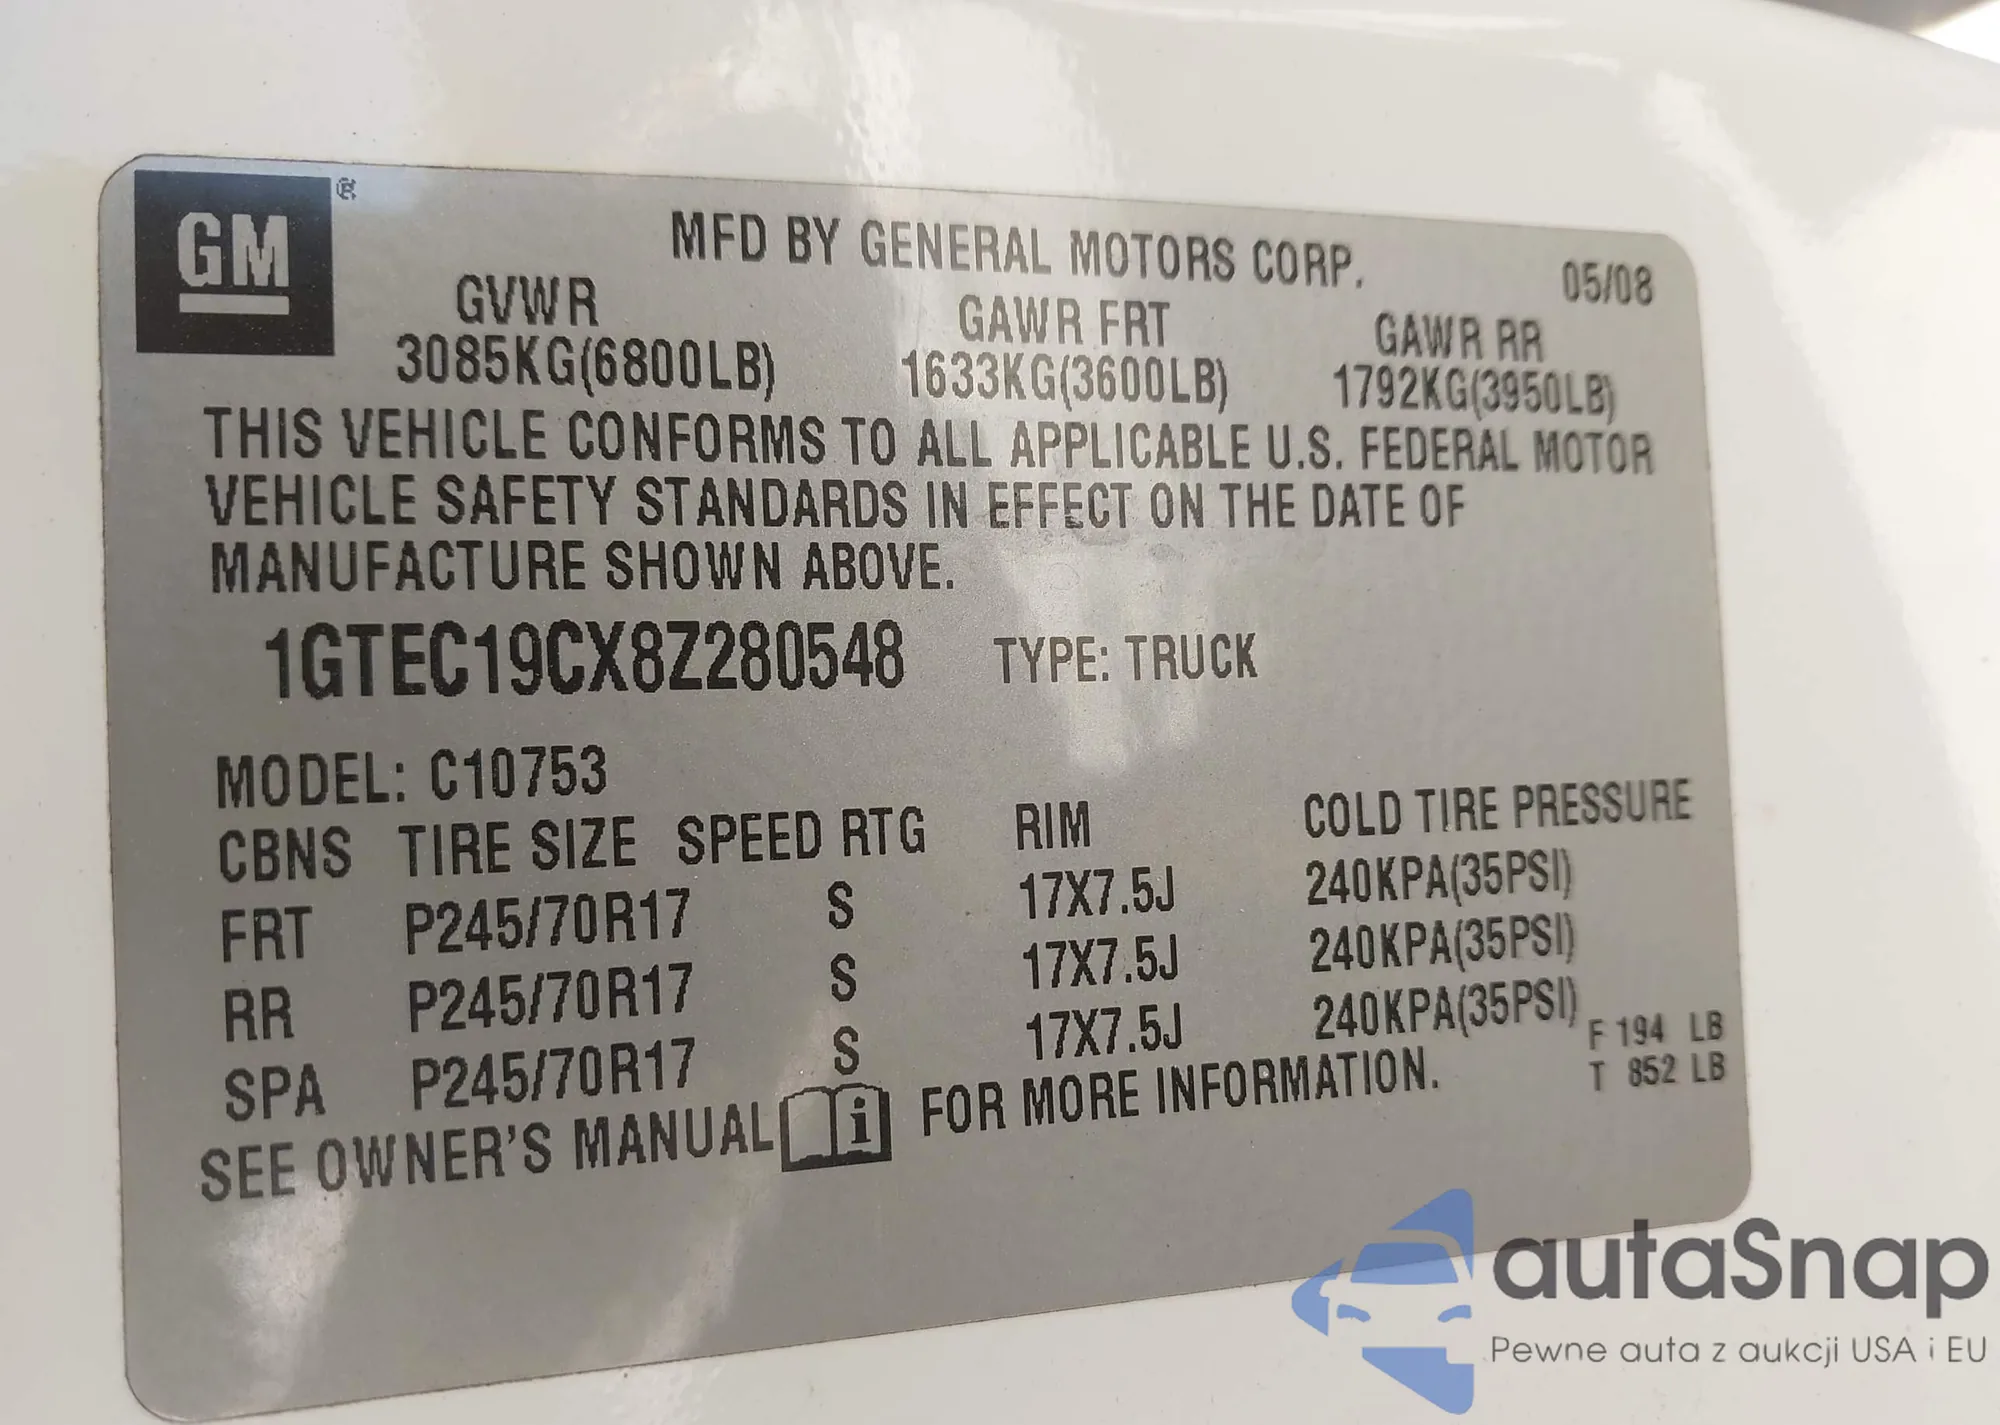 GM ®
MFD BY GENERAL MOTORS CORP.
05/08
GVWR GAWR FRT GAWR RR
3085KG(6800LB) 1633KG(3600LB) 1792KG(3950LB)
THIS VEHICLE CONFORMS TO ALL APPLICABLE U.S. FEDERAL MOTOR
VEHICLE SAFETY STANDARDS IN EFFECT ON THE DATE OF
MANUFACTURE SHOWN ABOVE.
1GTEC19CX8Z280548 TYPE: TRUCK
MODEL: C10753
CBNS TIRE SIZE SPEED RTG RIM COLD TIRE PRESSURE
FRT P245/70R17 S 17X7.5J 240KPA(35PSI)
RR P245/70R17 S 17X7.5J 240KPA(35PSI)
SPA P245/70R17 S 17X7.5J 240KPA(35PSI)
F 194 LB
T 852 LB
SEE OWNER'S MANUAL i FOR MORE INFORMATION.
autaSnap
Pewne auta z aukcji USA i EU